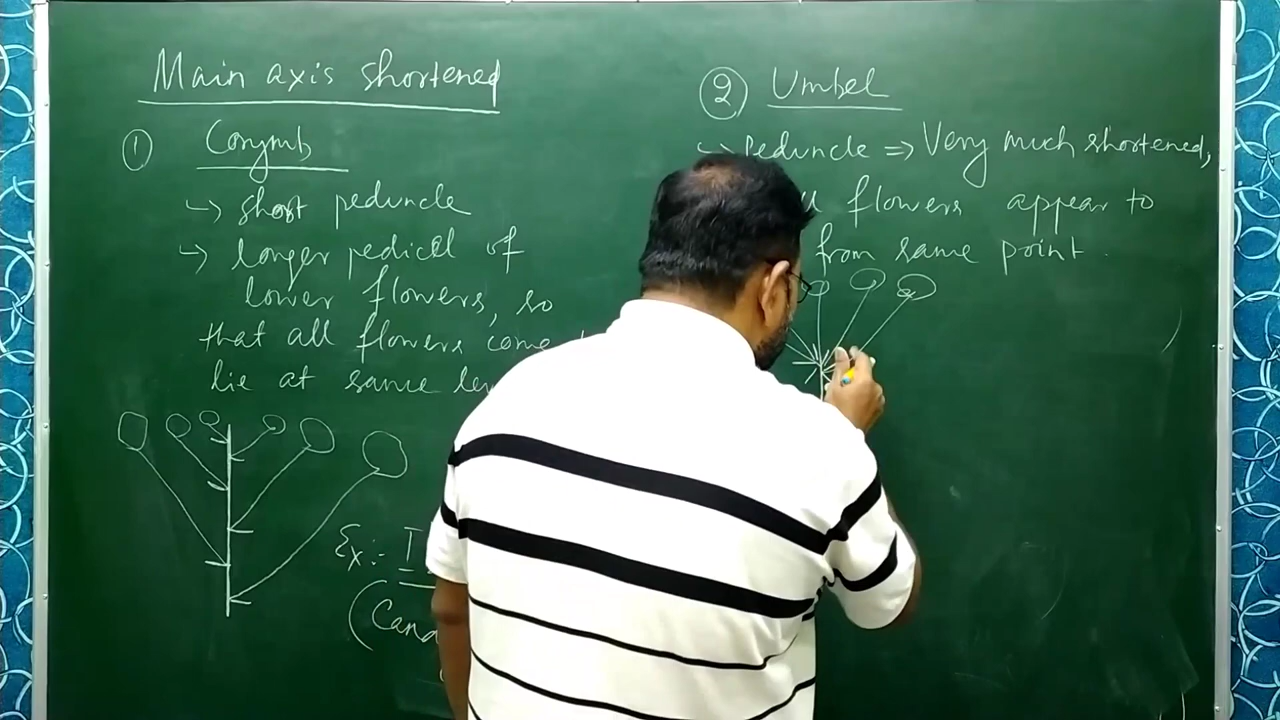 Main axis shortened
① Corymb
↳ short peduncle
↳ longer pedicel of
lower flowers, so
that all flowers come
lie at same
Ex:- I
(Cand
② Umbel
↳ Peduncle ⇒ Very much shortened,
flowers appear to
from same point.